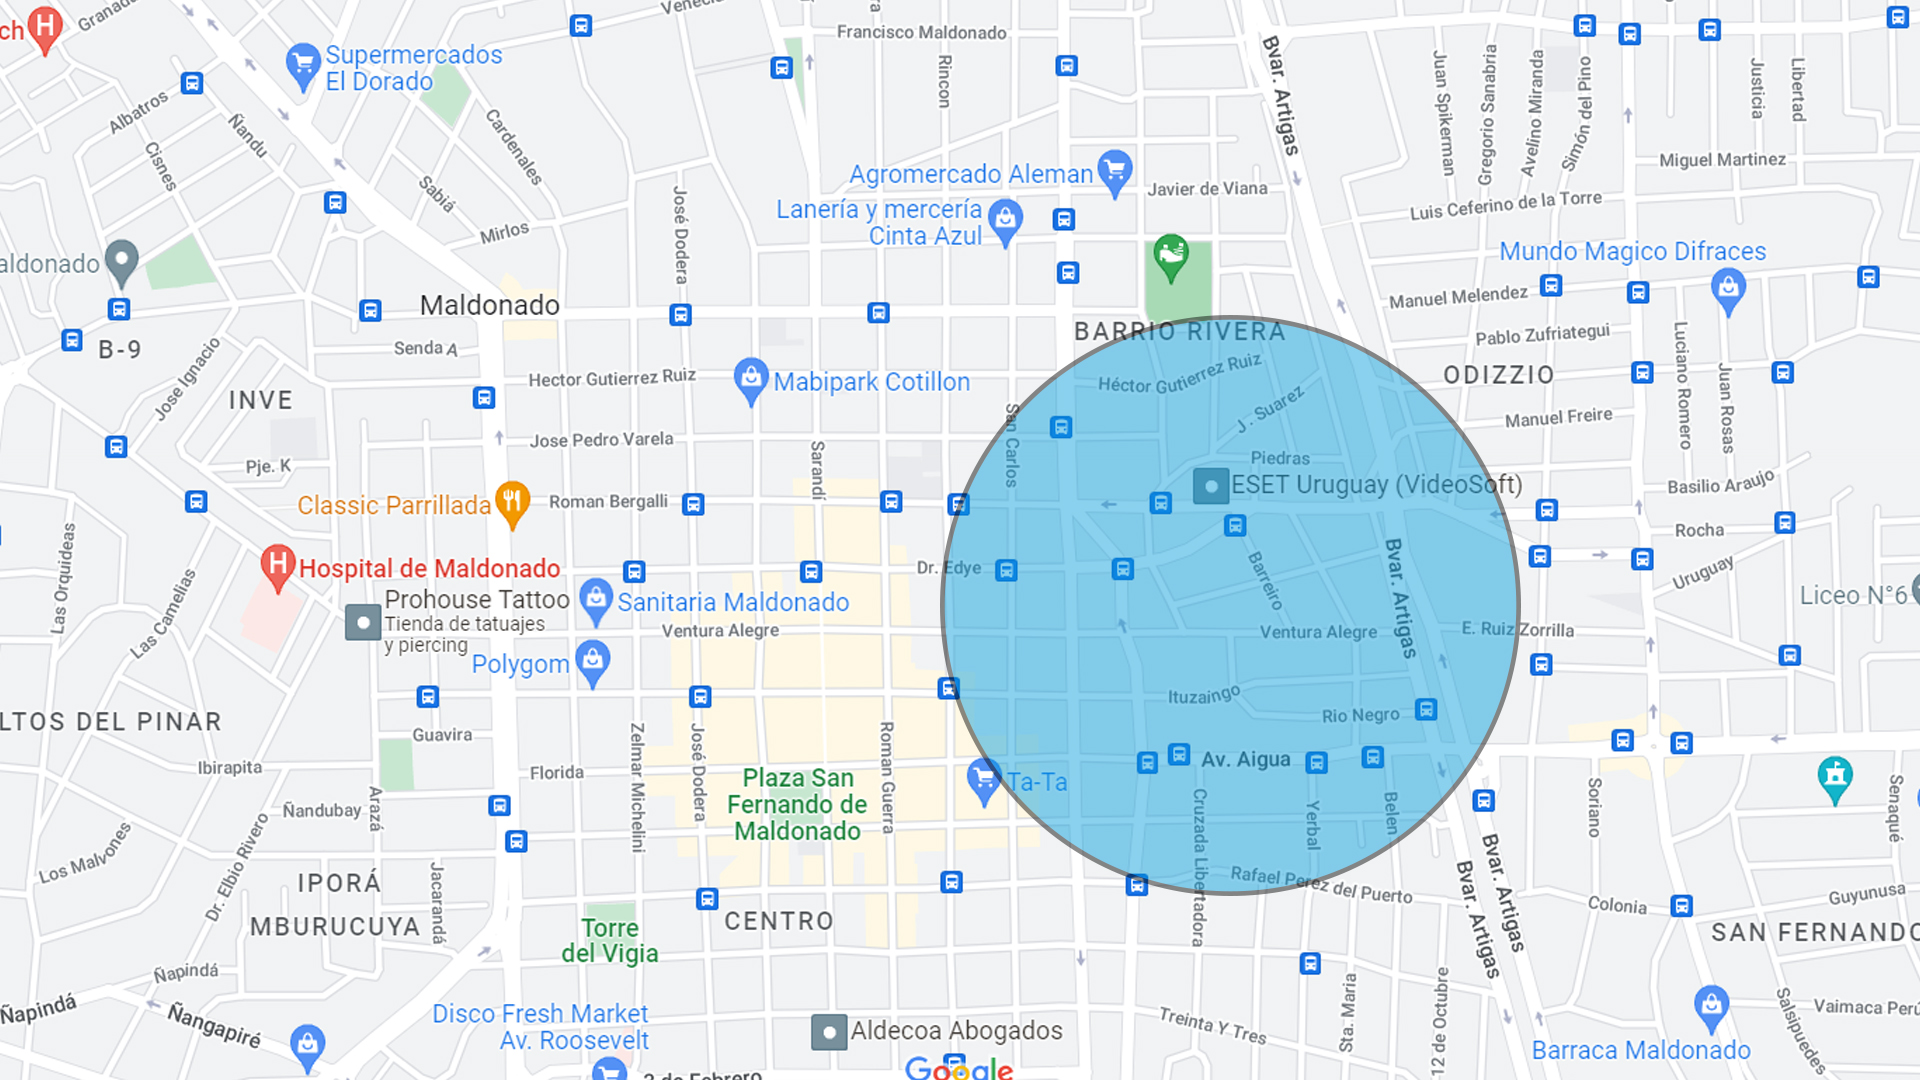 ch
Granado
Venecia
Francisco Maldonado
Supermercados
El Dorado
Rincon
Bvar. Artigas
Juan Spikerman
Gregorio Sanabria
Avelino Miranda
Simón del Pino
Justicia
Libertad
Albatros
Ñandu
Cisnes
Cardenales
Sabiá
Mirlos
José Dodera
Agromercado Aleman
Javier de Viana
Miguel Martinez
Lanería y mercería
Cinta Azul
Luis Ceferino de la Torre
Mundo Magico Difraces
aldonado
Maldonado
Manuel Melendez
Pablo Zufriategui
BARRIO RIVERA
B-9
Senda A
Jose Ignacio
INVE
Hector Gutierrez Ruiz
Mabipark Cotillon
Héctor Gutierrez Ruiz
J. Suarez
ODIZZIO
Luciano Romero
Juan Rosas
Manuel Freire
Jose Pedro Varela
Sarandí
San Carlos
Pje. K
Piedras
ESET Uruguay (VideoSoft)
Basilio Araujo
Classic Parrillada
Roman Bergalli
Rocha
Uruguay
Las Orquideas
Las Camelias
Hospital de Maldonado
Dr. Edye
Barreiro
Bvar. Artigas
Liceo N°6
Prohouse Tattoo
Tienda de tatuajes
y piercing
Sanitaria Maldonado
Ventura Alegre
Ventura Alegre
E. Ruiz Zorrilla
Polygom
Ituzaingo
Rio Negro
LTOS DEL PINAR
Guavira
Zelmar Michelini
José Dodera
Roman Guerra
Ibirapita
Florida
Av. Aigua
Plaza San
Fernando de
Maldonado
Ta-Ta
Ñandubay
Arazá
Cruzada Libertadora
Yerbal
Belen
Soriano
Senaqué
Los Malvones
Dr. Elbio Rivero
IPORÁ
MBURUCUYA
Jacarandá
Rafael Perez del Puerto
Bvar. Artigas
Bvar. Artigas
Guyunusa
Colonia
CENTRO
SAN FERNANDO
Torre
del Vigia
Ñapindá
Ñapindá
Ñangapiré
Disco Fresh Market
Av. Roosevelt
Aldecoa Abogados
Treinta Y Tres
Sta. Maria
12 de Octubre
Salsipuedes
Vaimaca Perú
Barraca Maldonado
Google